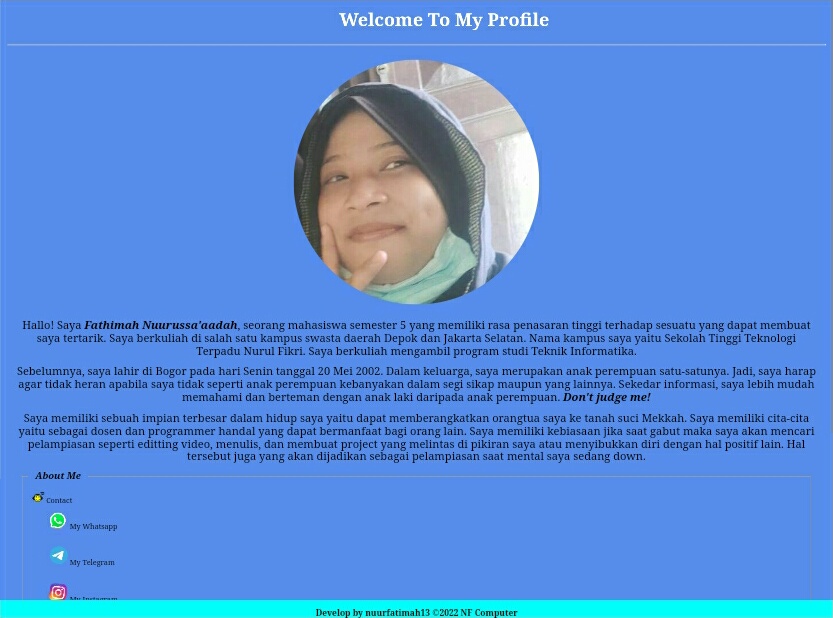 Welcome To My Profile
Hallo! Saya Fathimah Nuurussa'aadah, seorang mahasiswa semester 5 yang memiliki rasa penasaran tinggi terhadap sesuatu yang dapat membuat
saya tertarik. Saya berkuliah di salah satu kampus swasta daerah Depok dan Jakarta Selatan. Nama kampus saya yaitu Sekolah Tinggi Teknologi
Terpadu Nurul Fikri. Saya berkuliah mengambil program studi Teknik Informatika.
Sebelumnya, saya lahir di Bogor pada hari Senin tanggal 20 Mei 2002. Dalam keluarga, saya merupakan anak perempuan satu-satunya. Jadi, saya harap
agar tidak heran apabila saya tidak seperti anak perempuan kebanyakan dalam segi sikap maupun yang lainnya. Sekedar informasi, saya lebih mudah
memahami dan berteman dengan anak laki daripada anak perempuan. Don't judge me!
Saya memiliki sebuah impian terbesar dalam hidup saya yaitu dapat memberangkatkan orangtua saya ke tanah suci Mekkah. Saya memiliki cita-cita
yaitu sebagai dosen dan programmer handal yang dapat bermanfaat bagi orang lain. Saya memiliki kebiasaan jika saat gabut maka saya akan mencari
pelampiasan seperti editting video, menulis, dan membuat project yang melintas di pikiran saya atau menyibukkan diri dengan hal positif lain. Hal
tersebut juga yang akan dijadikan sebagai pelampiasan saat mental saya sedang down.
About Me
Contact
My Whatsapp
My Telegram
My Instagram
Develop by nuurfatimah13 ©2022 NF Computer